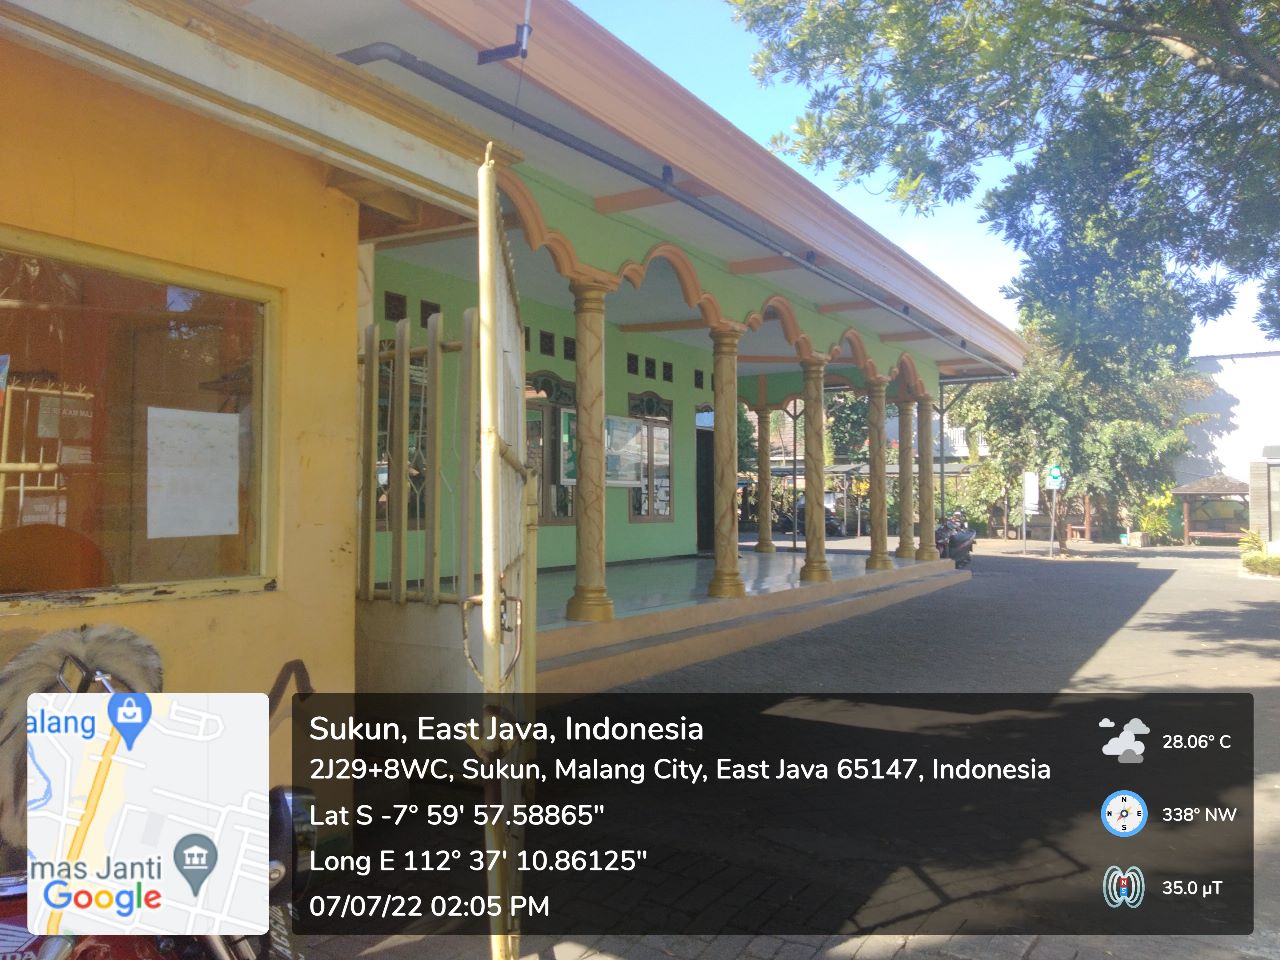 Sukun, East Java, Indonesia
2J29+8WC, Sukun, Malang City, East Java 65147, Indonesia
Lat S -7° 59' 57.58865"
Long E 112° 37' 10.86125"
07/07/22 02:05 PM
28.06° C
338° NW
35.0 µT
alang
mas Janti
Google